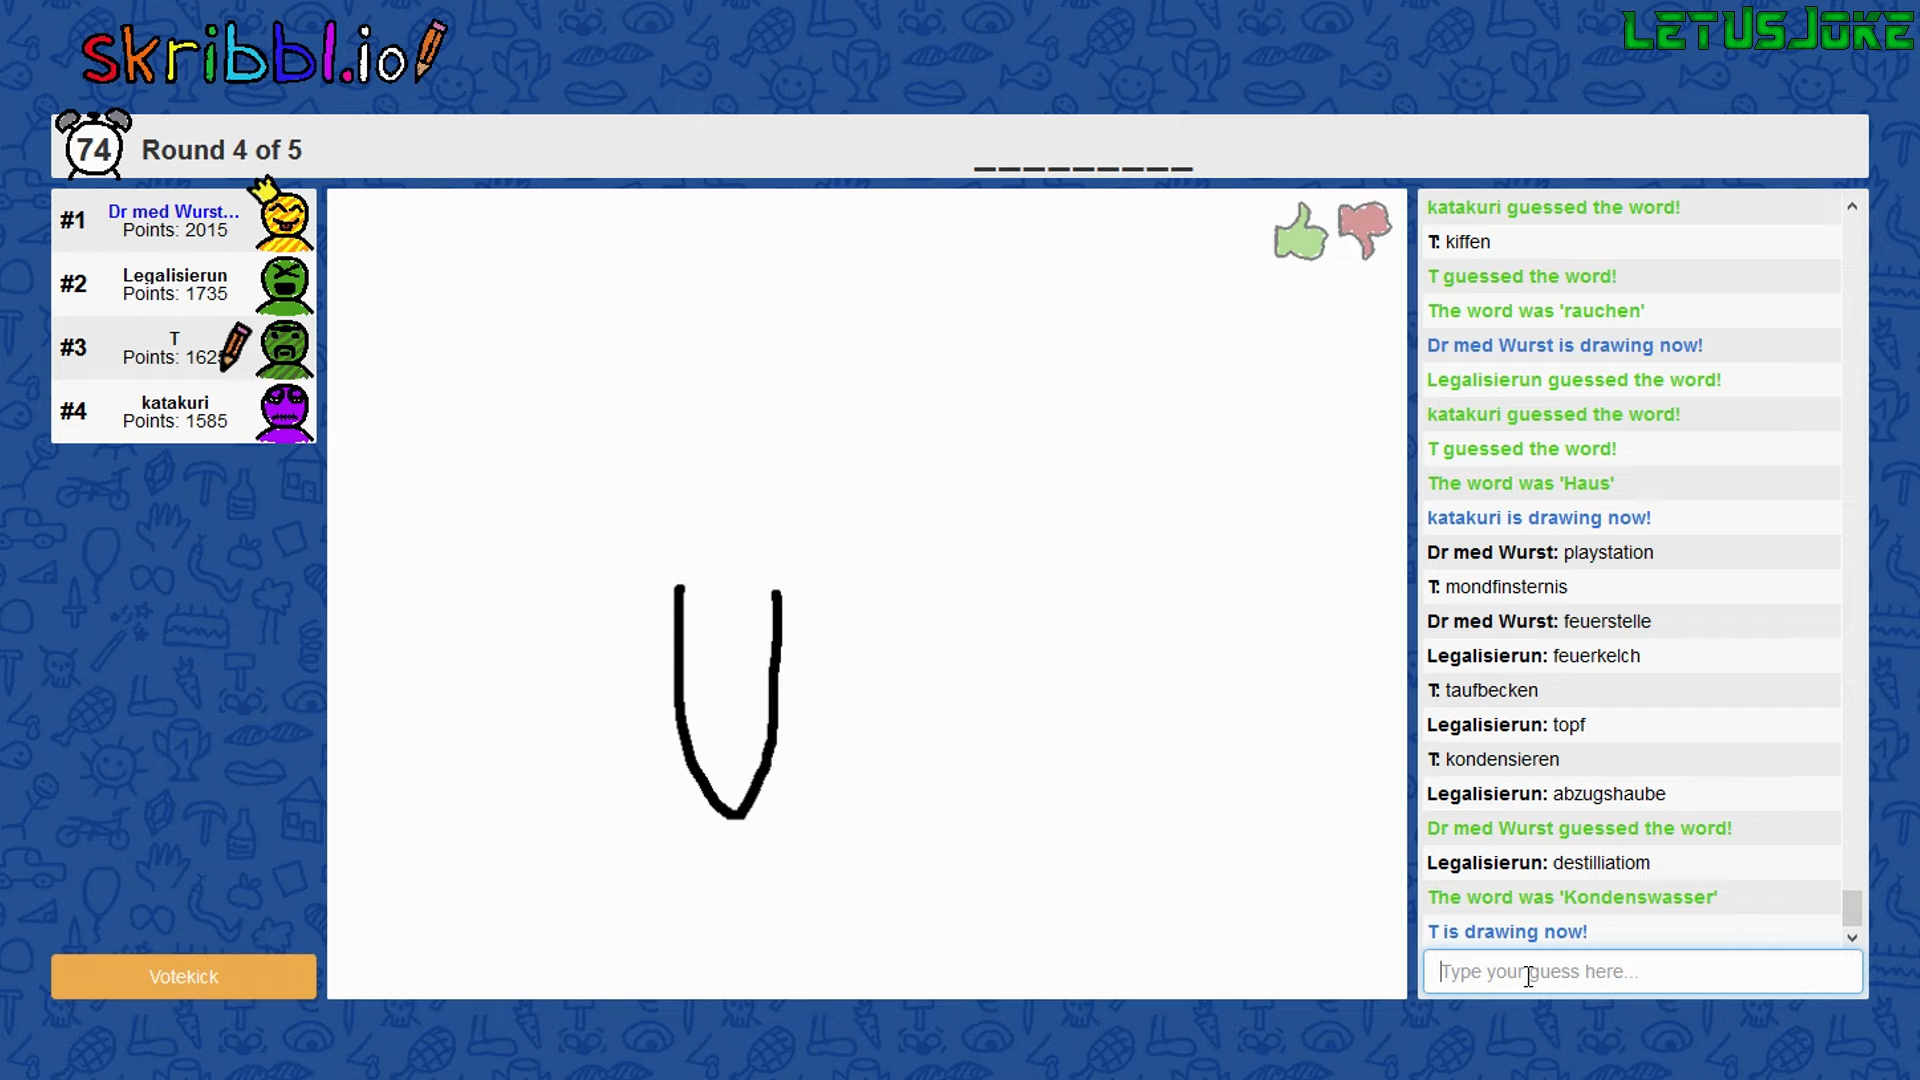 skribbl.io
LETUSJOKE
74
Round 4 of 5
_________
#1
Dr med Wurst...
Points: 2015
#2
Legalisierun
Points: 1735
#3
T
Points: 162
#4
katakuri
Points: 1585
Votekick
katakuri guessed the word!
T: kiffen
T guessed the word!
The word was 'rauchen'
Dr med Wurst is drawing now!
Legalisierun guessed the word!
katakuri guessed the word!
T guessed the word!
The word was 'Haus'
katakuri is drawing now!
Dr med Wurst: playstation
T: mondfinsternis
Dr med Wurst: feuerstelle
Legalisierun: feuerkelch
T: taufbecken
Legalisierun: topf
T: kondensieren
Legalisierun: abzugshaube
Dr med Wurst guessed the word!
Legalisierun: destilliatiom
The word was 'Kondenswasser'
T is drawing now!
Type your guess here...